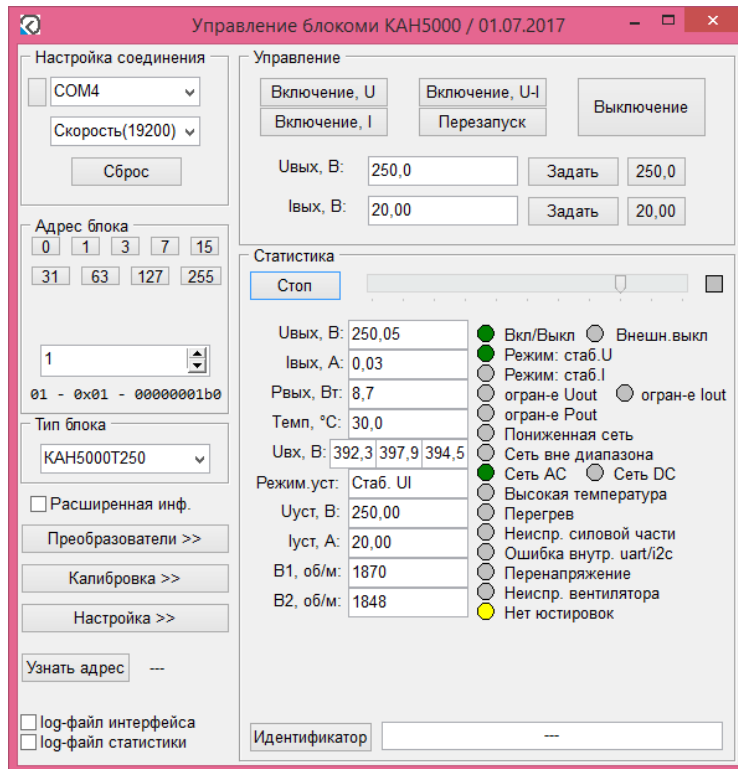 Управление блокоми КАН5000 / 01.07.2017
Настройка соединения
COM4
Скорость(19200)
Сброс
Управление
Включение, U
Включение, U-I
Выключение
Включение, I
Перезапуск
Uвых, В: 250,0 Задать 250,0
Iвых, В: 20,00 Задать 20,00
Адрес блока
0 1 3 7 15
31 63 127 255
1
01 - 0x01 - 00000001b0
Тип блока
КАН5000Т250
Расширенная инф.
Преобразователи >>
Калибровка >>
Настройка >>
Узнать адрес ---
log-файл интерфейса
log-файл статистики
Статистика
Стоп
Uвых, В: 250,05
Iвых, А: 0,03
Pвых, Вт: 8,7
Темп, °С: 30,0
Uвх, В: 392,3 397,9 394,5
Режим.уст: Стаб. UI
Uуст, В: 250,00
Iуст, А: 20,00
В1, об/м: 1870
В2, об/м: 1848
Вкл/Выкл Внешн.выкл
Режим: стаб.U
Режим: стаб.I
огран-е Uout огран-е Iout
огран-е Pout
Пониженная сеть
Сеть вне диапазона
Сеть AC Сеть DC
Высокая температура
Перегрев
Неиспр. силовой части
Ошибка внутр. uart/i2c
Перенапряжение
Неиспр. вентилятора
Нет юстировок
Идентификатор ---